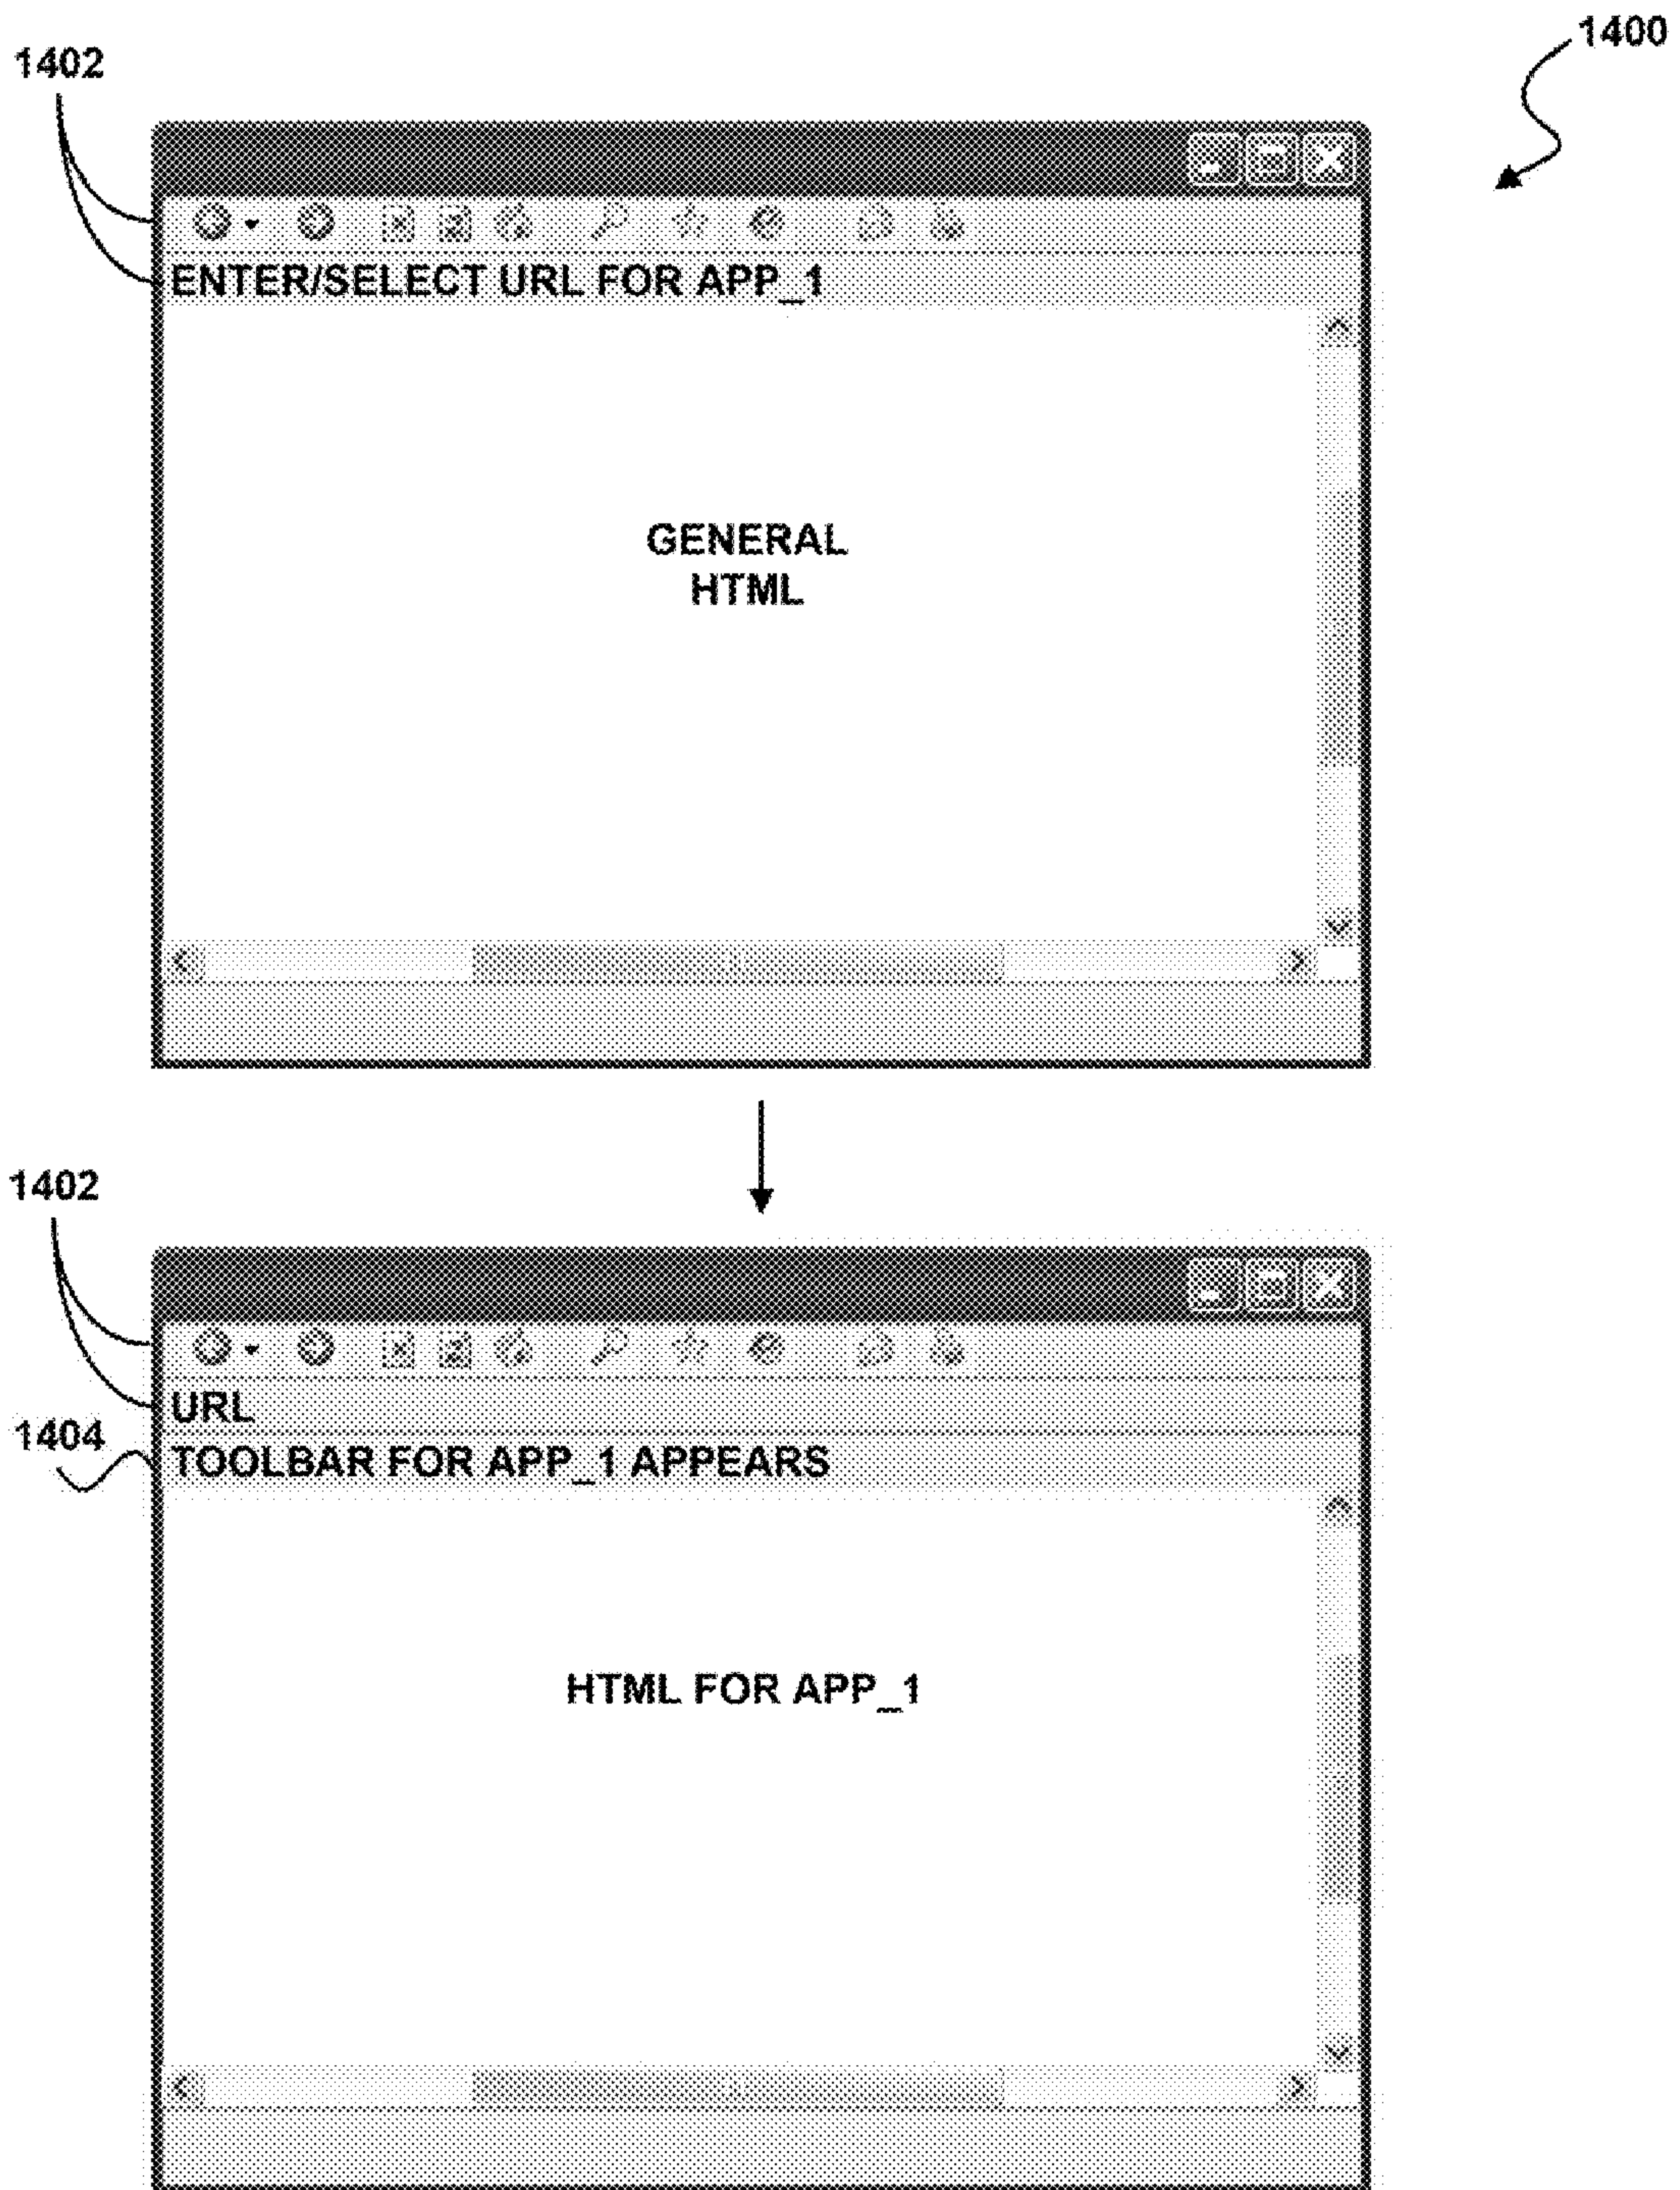 1400
1402
ENTER/SELECT URL FOR APP_1
GENERAL
HTML
1402
URL
1404
TOOLBAR FOR APP_1 APPEARS
HTML FOR APP_1